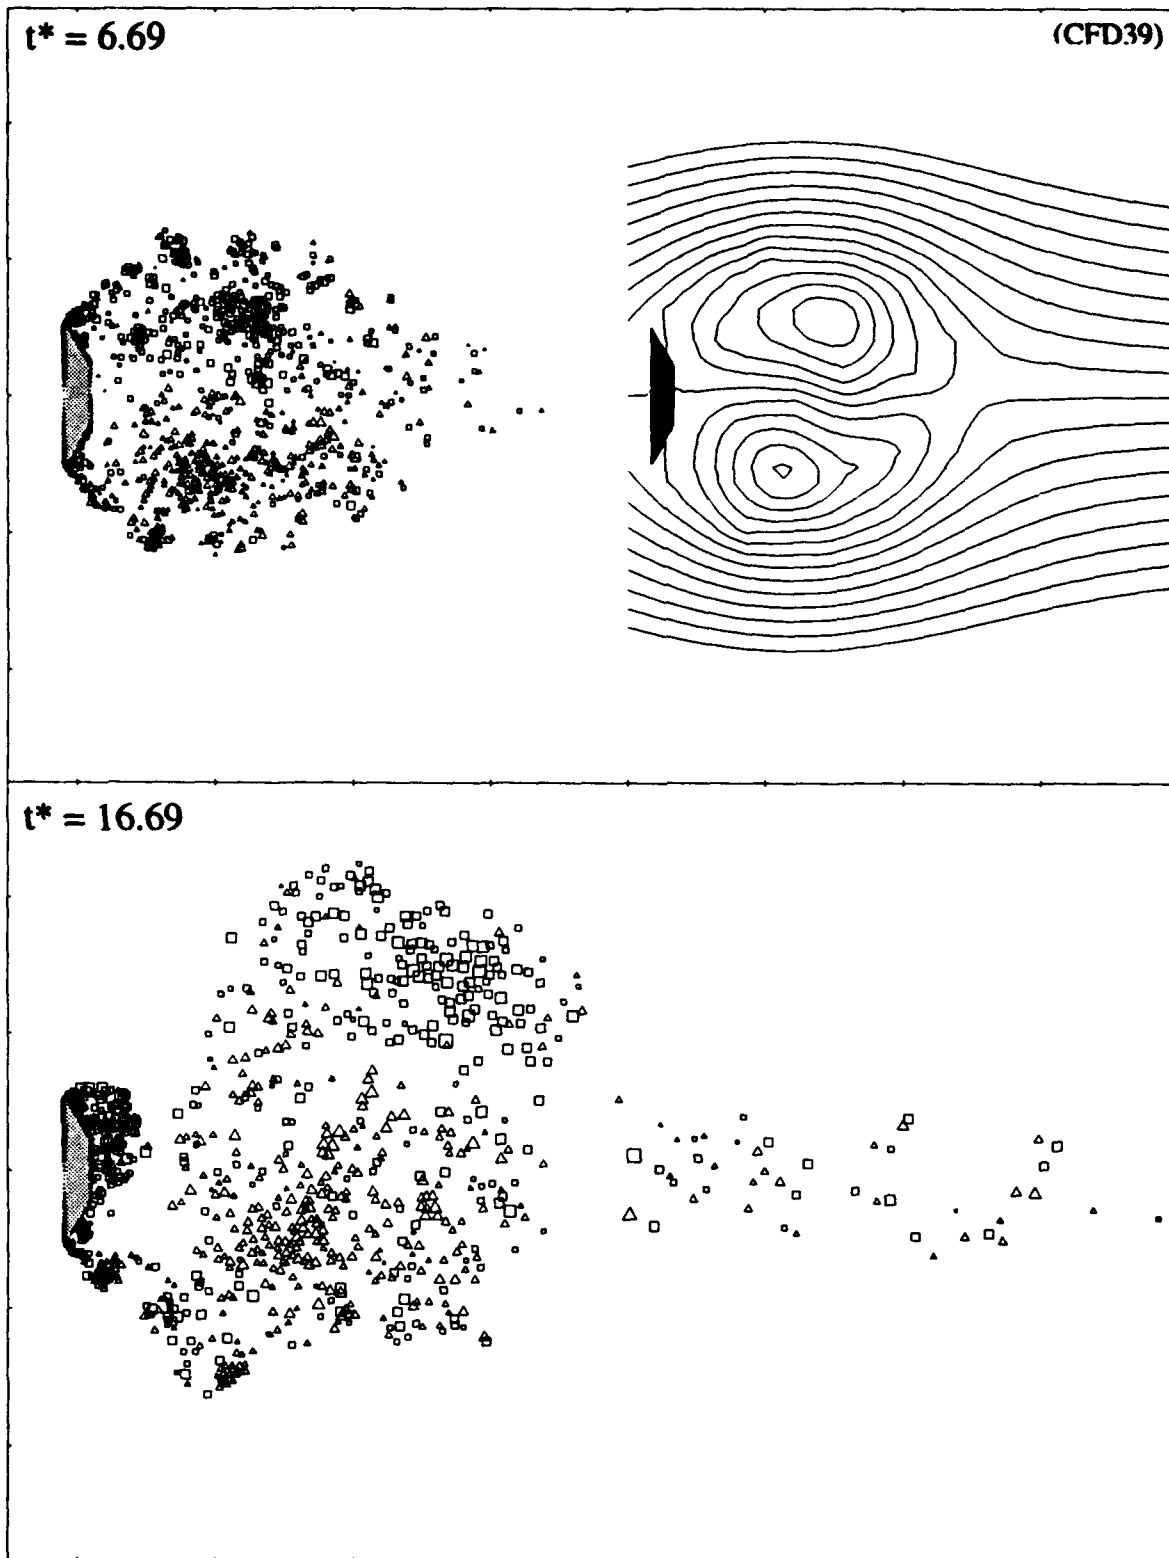 t* = 6.69
(CFD39)
t* = 16.69